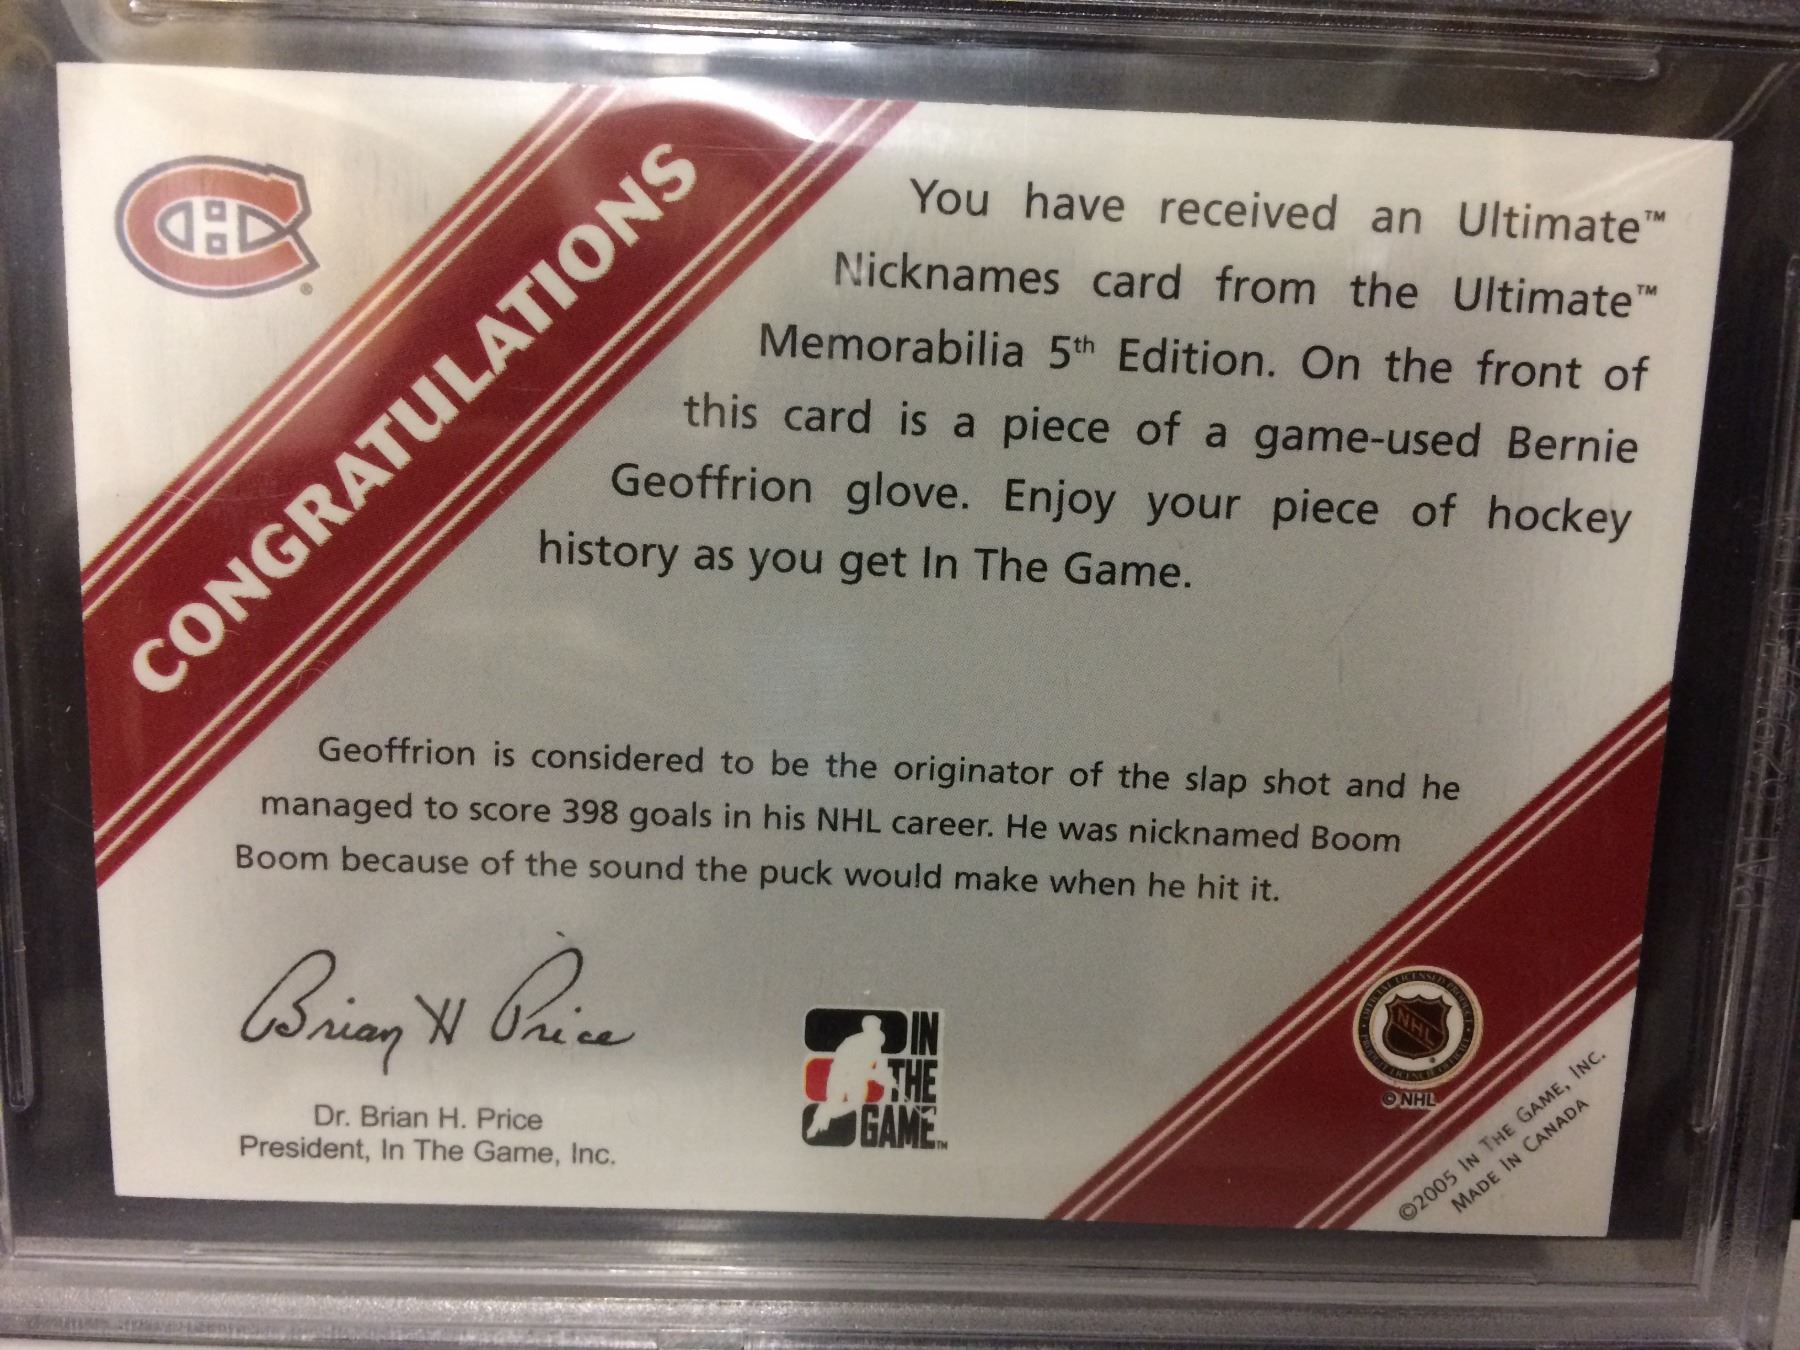 CONGRATULATIONS
You have received an Ultimate™
Nicknames card from the Ultimate™
Memorabilia 5th Edition. On the front of
this card is a piece of a game-used Bernie
Geoffrion glove. Enjoy your piece of hockey
history as you get In The Game.
Geoffrion is considered to be the originator of the slap shot and he
managed to score 398 goals in his NHL career. He was nicknamed Boom
Boom because of the sound the puck would make when he hit it.
Brian H Price
Dr. Brian H. Price
President, In The Game, Inc.
IN
THE
GAME™
NHL
©NHL
©2005 IN THE GAME, INC.
MADE IN CANADA